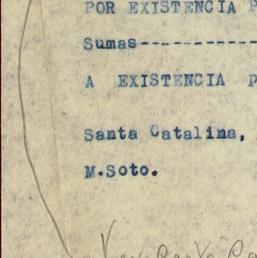 POR EXISTENCIA P
Sumas-----------
A EXISTENCIA p
Santa Catalina,
M.Soto.